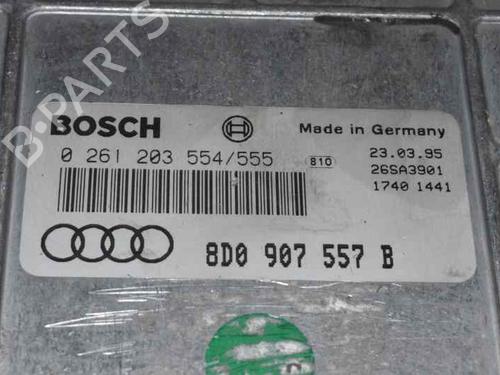 BOSCH Made in Germany
0 261 203 554/555 810 23.03.95
26SA3901
1740 1441
8D0 907 557 B
B-PARTS